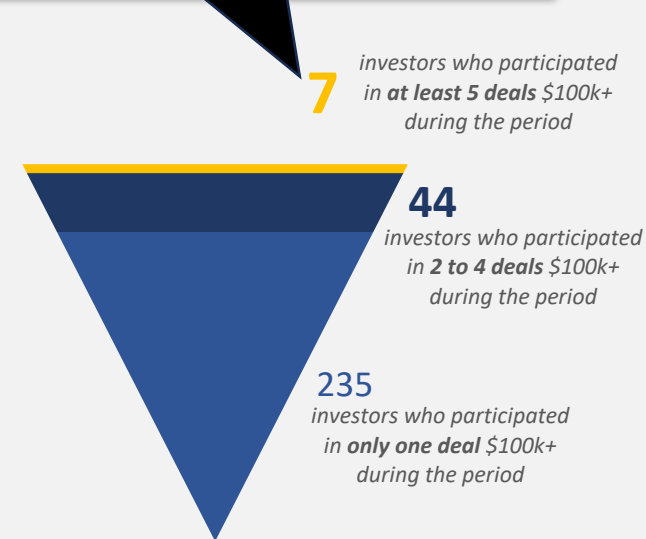 7
investors who participated
in at least 5 deals $100k+
during the period
44
investors who participated
in 2 to 4 deals $100k+
during the period
235
investors who participated
in only one deal $100k+
during the period